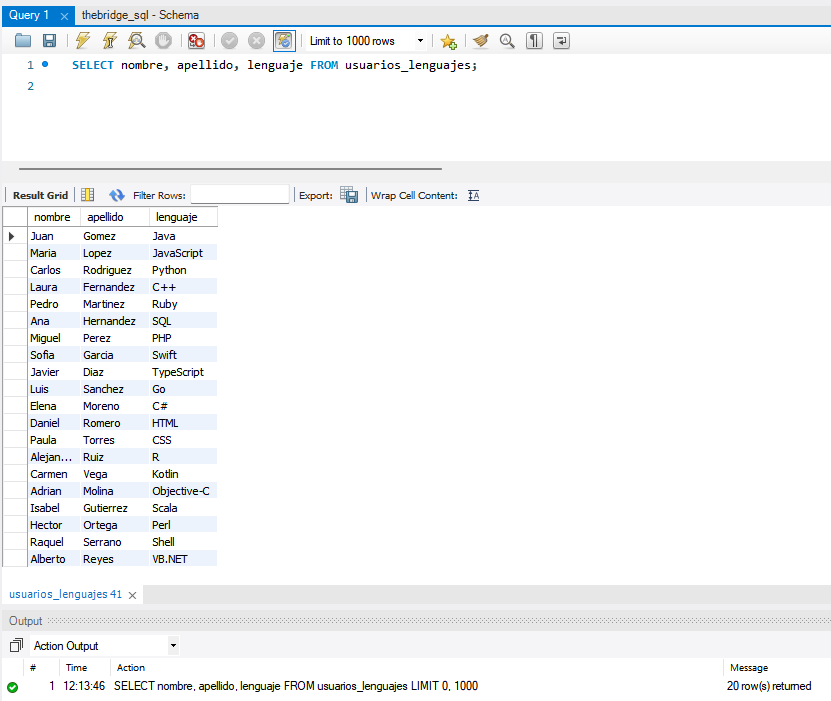 Query 1 thebridge_sql - Schema
Limit to 1000 rows
1 SELECT nombre, apellido, lenguaje FROM usuarios_lenguajes;
2
Result Grid Filter Rows: Export: Wrap Cell Content:
nombre apellido lenguaje
Juan Gomez Java
Maria Lopez JavaScript
Carlos Rodriguez Python
Laura Fernandez C++
Pedro Martinez Ruby
Ana Hernandez SQL
Miguel Perez PHP
Sofia Garcia Swift
Javier Diaz TypeScript
Luis Sanchez Go
Elena Moreno C#
Daniel Romero HTML
Paula Torres CSS
Alejan... Ruiz R
Carmen Vega Kotlin
Adrian Molina Objective-C
Isabel Gutierrez Scala
Hector Ortega Perl
Raquel Serrano Shell
Alberto Reyes VB.NET
usuarios_lenguajes 41
Output
Action Output
# Time Action Message
1 12:13:46 SELECT nombre, apellido, lenguaje FROM usuarios_lenguajes LIMIT 0, 1000 20 row(s) returned